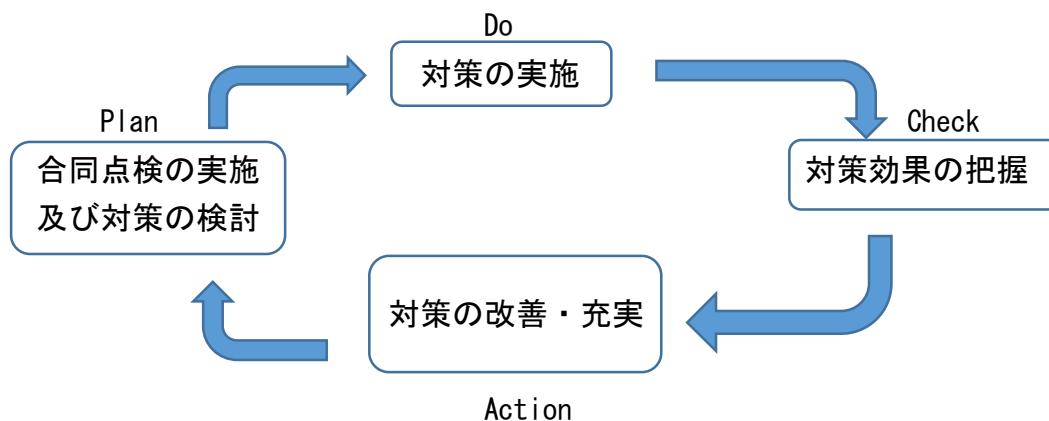 Do
対策の実施
Plan
Check
合同点検の実施
及び対策の検討
対策効果の把握
対策の改善・充実
Action